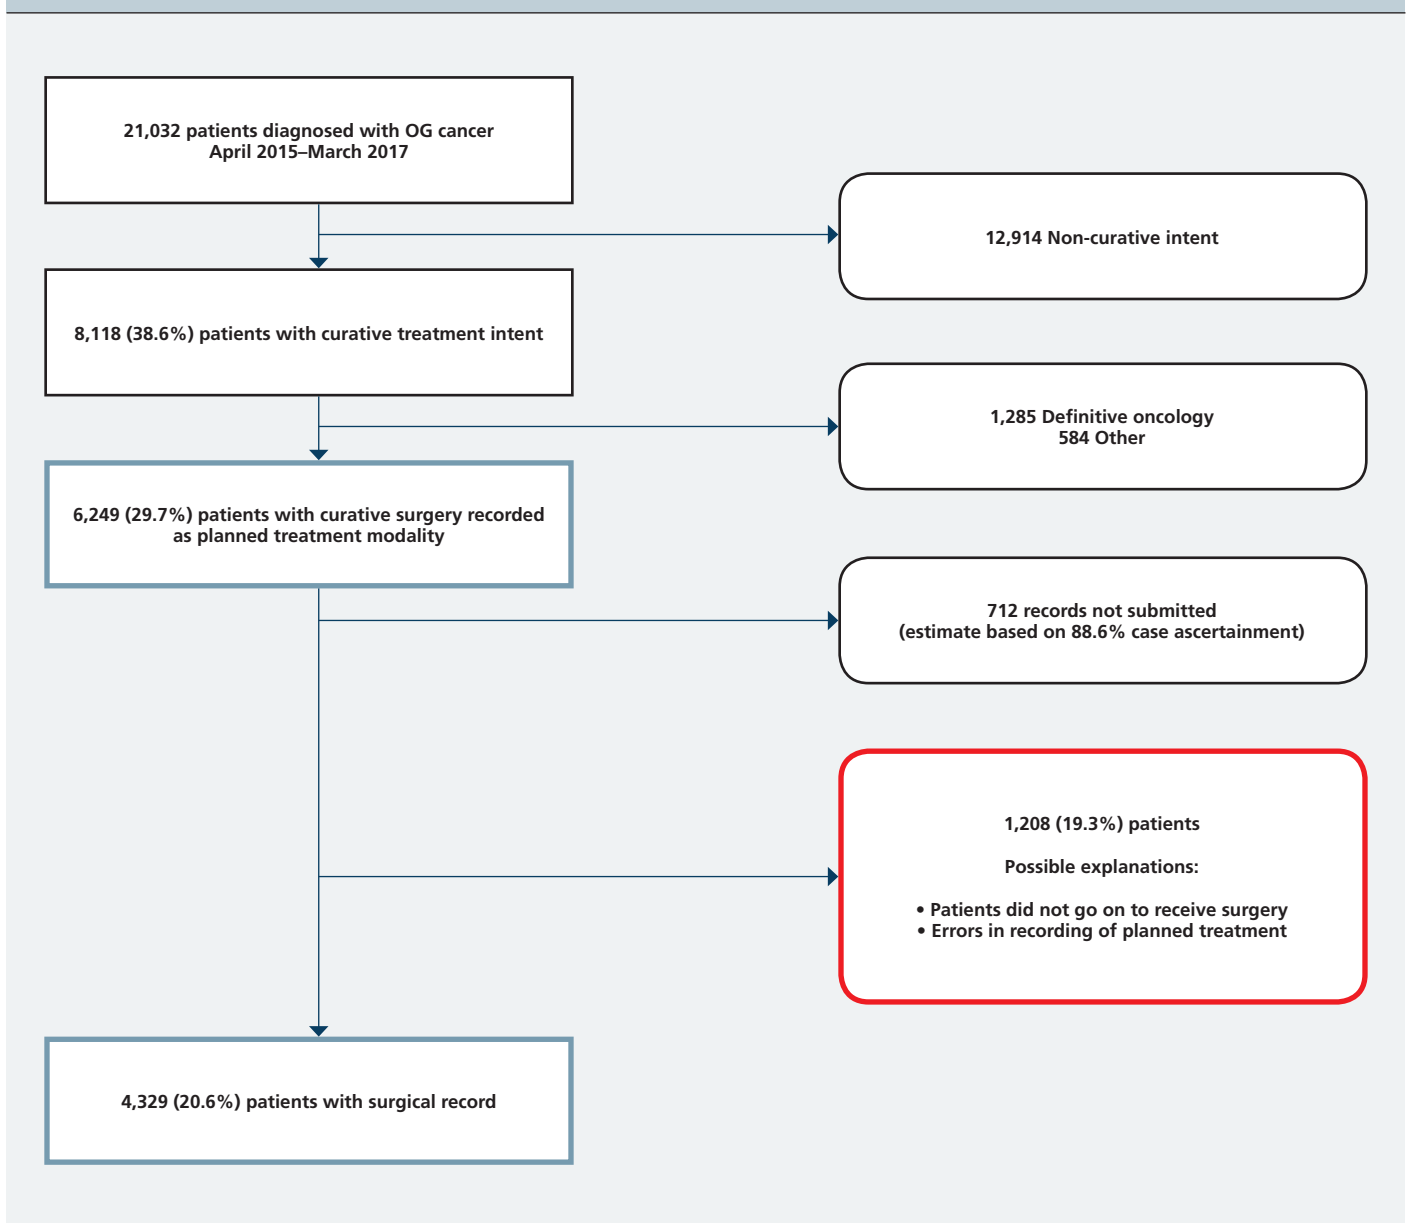 21,032 patients diagnosed with OG cancer
April 2015–March 2017
12,914 Non-curative intent
8,118 (38.6%) patients with curative treatment intent
1,285 Definitive oncology
584 Other
6,249 (29.7%) patients with curative surgery recorded
as planned treatment modality
712 records not submitted
(estimate based on 88.6% case ascertainment)
1,208 (19.3%) patients
Possible explanations:
• Patients did not go on to receive surgery
• Errors in recording of planned treatment
4,329 (20.6%) patients with surgical record